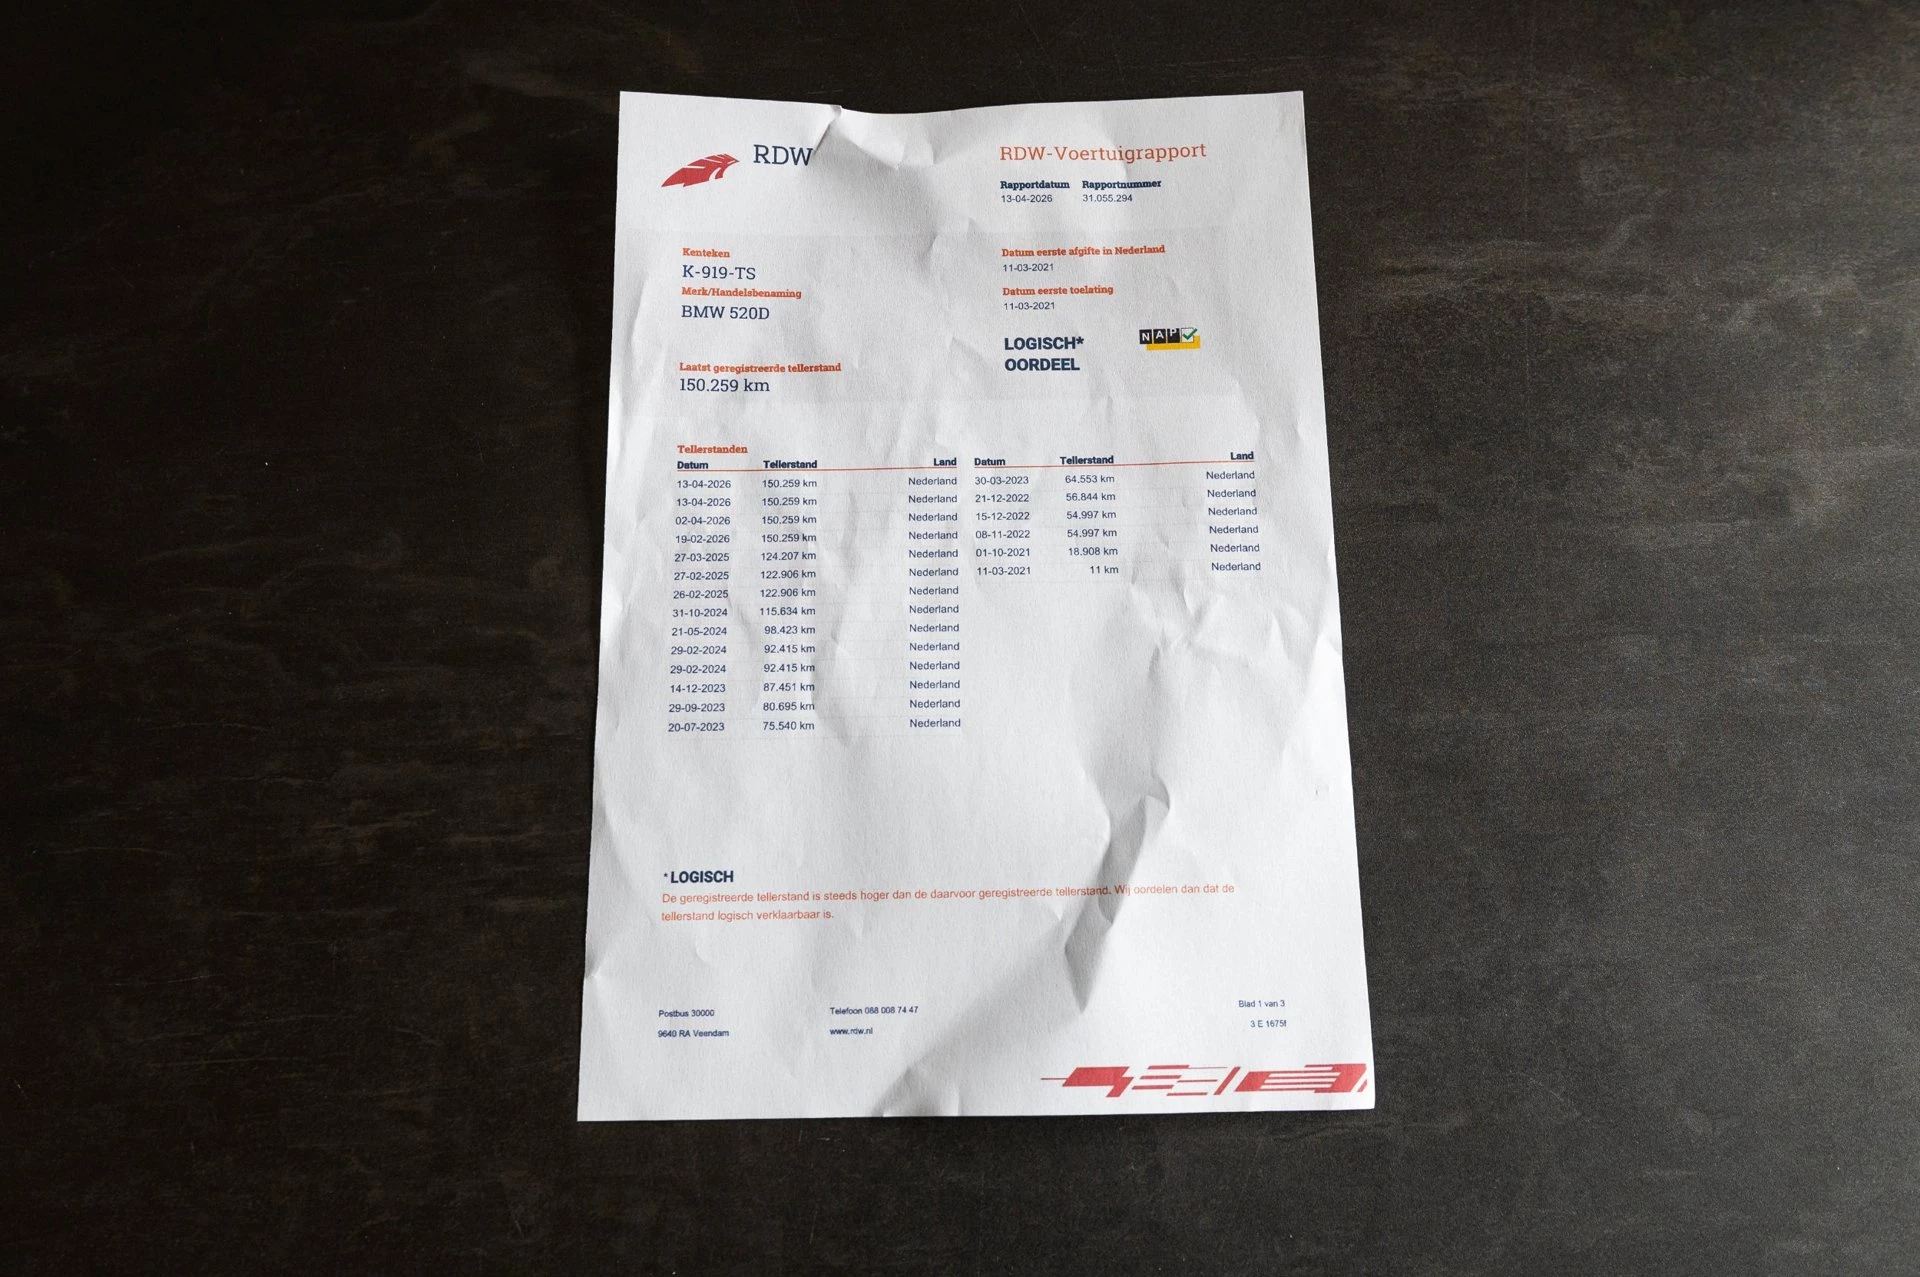 RDW
RDW-Voertuigrapport
Rapportdatum Rapportnummer
13-04-2026 31.055.294
Kenteken
K-919-TS
Merk/Handelsbenaming
BMW 520D
Laatst geregistreerde tellerstand
150.259 km
Datum eerste afgifte in Nederland
11-03-2021
Datum eerste toelating
11-03-2021
LOGISCH*
OORDEEL
NAP
Tellerstanden
Datum Tellerstand Land
13-04-2026 150.259 km Nederland
13-04-2026 150.259 km Nederland
02-04-2026 150.259 km Nederland
19-02-2026 150.259 km Nederland
27-03-2025 124.207 km Nederland
27-02-2025 122.906 km Nederland
26-02-2025 122.906 km Nederland
31-10-2024 115.634 km Nederland
21-05-2024 98.423 km Nederland
29-02-2024 92.415 km Nederland
29-02-2024 92.415 km Nederland
14-12-2023 87.451 km Nederland
29-09-2023 80.695 km Nederland
20-07-2023 75.540 km Nederland
Datum Tellerstand Land
30-03-2023 64.553 km Nederland
21-12-2022 56.844 km Nederland
15-12-2022 54.997 km Nederland
08-11-2022 54.997 km Nederland
01-10-2021 18.908 km Nederland
11-03-2021 11 km Nederland
* LOGISCH
De geregistreerde tellerstand is steeds hoger dan de daarvoor geregistreerde tellerstand. Wij oordelen dan dat de
tellerstand logisch verklaarbaar is.
Postbus 30000
9640 RA Veendam
Telefoon 088 008 74 47
www.rdw.nl
Blad 1 van 3
3 E 1675f